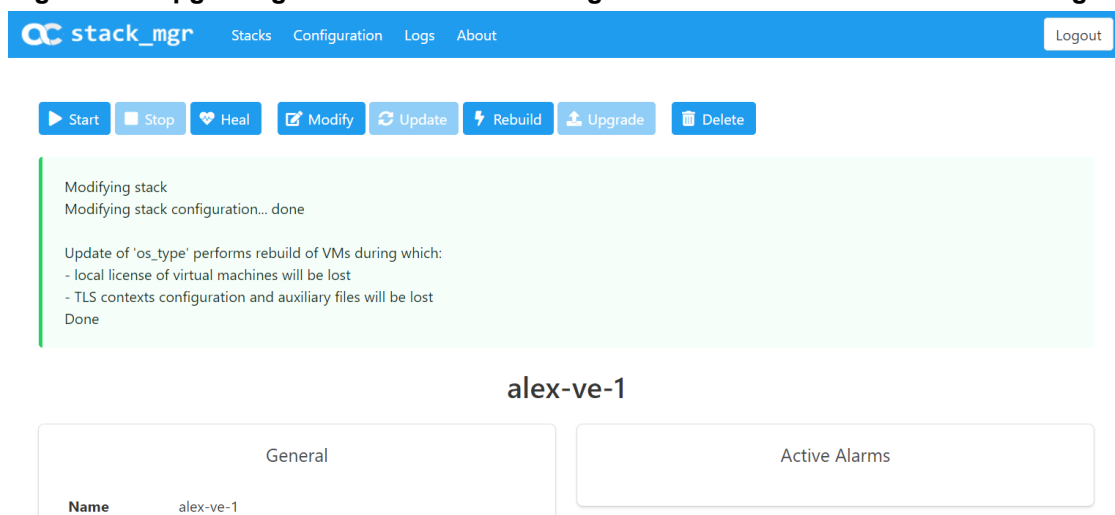 stack_mgr Stacks Configuration Logs About Logout
Start Stop Heal Modify Update Rebuild Upgrade Delete
Modifying stack
Modifying stack configuration... done
Update of 'os_type' performs rebuild of VMs during which:
- local license of virtual machines will be lost
- TLS contexts configuration and auxiliary files will be lost
Done
alex-ve-1
General
Active Alarms
Name alex-ve-1